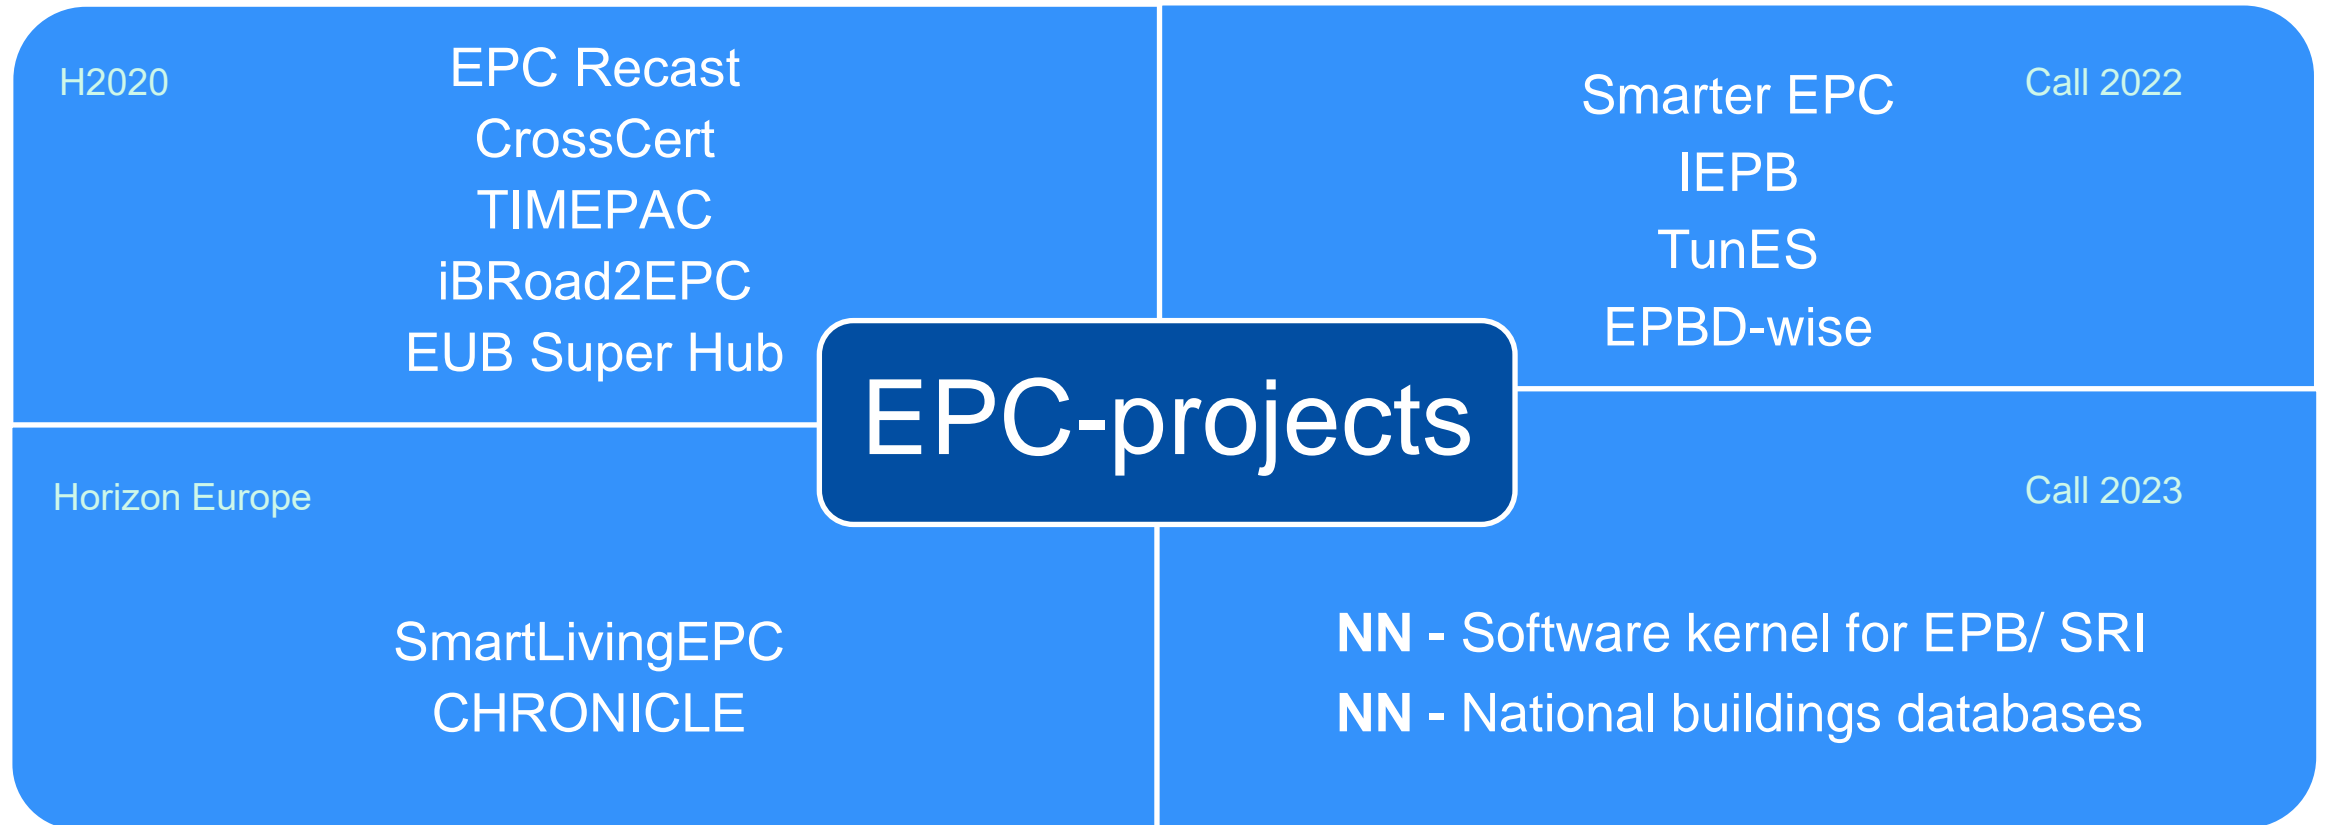 H2020
EPC Recast
CrossCert
TIMEPAC
iBRoad2EPC
EUB Super Hub
Call 2022
Smarter EPC
IEPB
TunES
EPBD-wise
EPC-projects
Horizon Europe
SmartLivingEPC
CHRONICLE
Call 2023
NN - Software kernel for EPB/ SRI
NN - National buildings databases